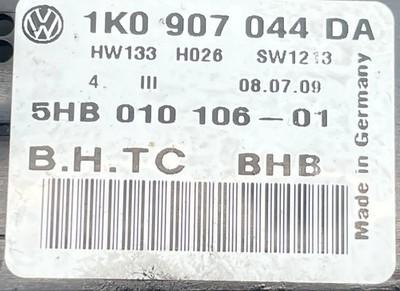 1K0 907 044 DA
HW133 H026 SW1213
4 III 08.07.09
5HB 010 106-01
B.H.TC BHB
Made in Germany